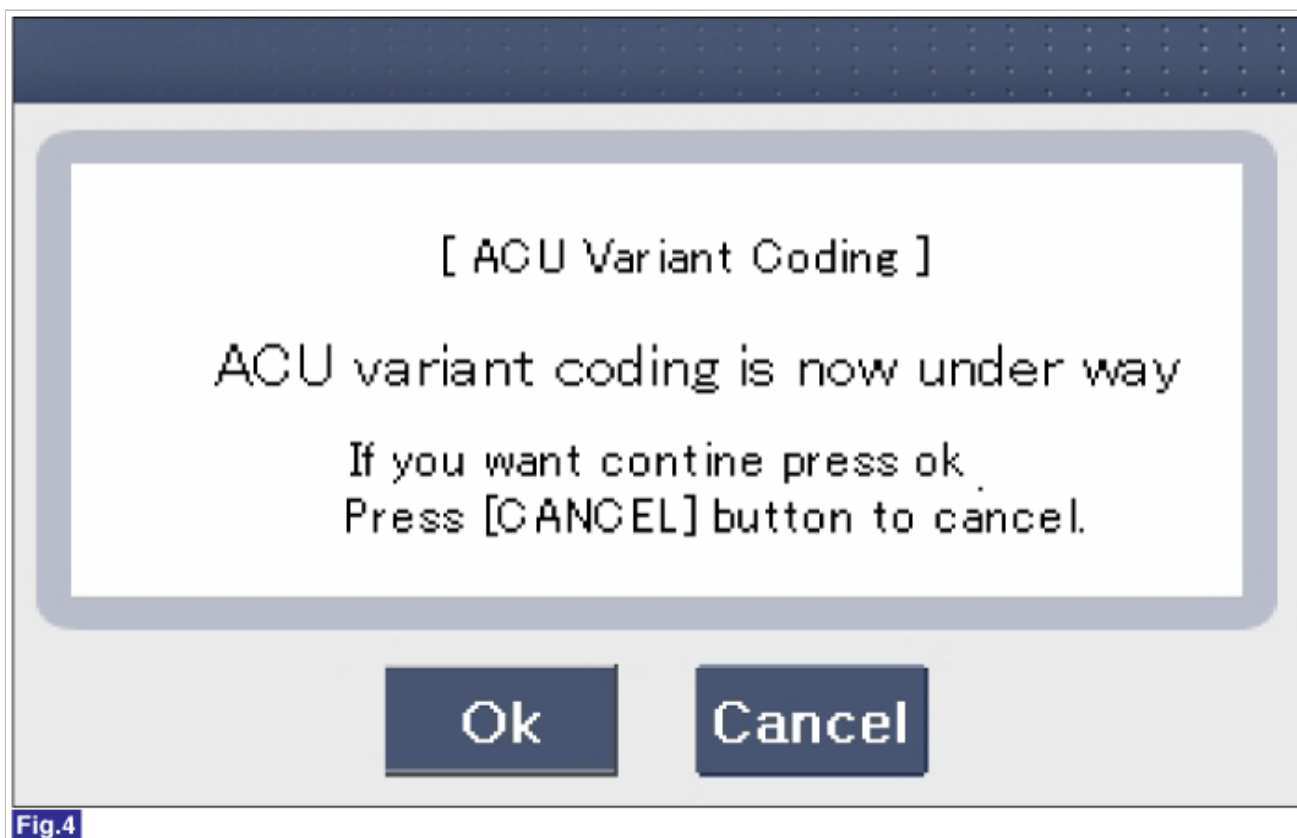 [ ACU Variant Coding ]
ACU variant coding is now under way
If you want contine press ok .
Press [CANCEL] button to cancel.
Ok Cancel
Fig.4